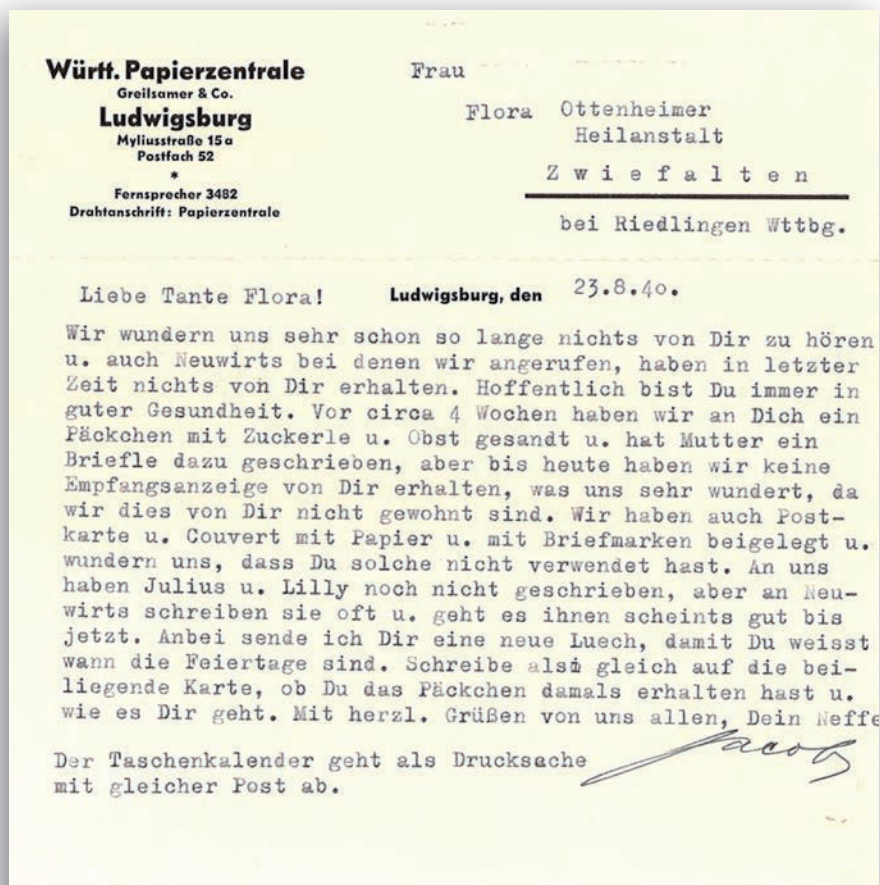 Württ. Papierzentrale
Greilsamer & Co.
Ludwigsburg
Myliusstraße 15 a
Postfach 52
*
Fernsprecher 3482
Drahtanschrift: Papierzentrale
Frau
Flora Ottenheimer
Heilanstalt
Zwiefalten
bei Riedlingen Wttbg.
Liebe Tante Flora! Ludwigsburg, den 23.8.40.
Wir wundern uns sehr schon so lange nichts von Dir zu hören
u. auch Neuwirts bei denen wir angerufen, haben in letzter
Zeit nichts von Dir erhalten. Hoffentlich bist Du immer in
guter Gesundheit. Vor circa 4 Wochen haben wir an Dich ein
Päckchen mit Zuckerle u. Obst gesandt u. hat Mutter ein
Briefle dazu geschrieben, aber bis heute haben wir keine
Empfangsanzeige von Dir erhalten, was uns sehr wundert, da
wir dies von Dir nicht gewohnt sind. Wir haben auch Post-
karte u. Couvert mit Papier u. mit Briefmarken beigelegt u.
wundern uns, dass Du solche nicht verwendet hast. An uns
haben Julius u. Lilly noch nicht geschrieben, aber an Neu-
wirts schreiben sie oft u. geht es ihnen scheints gut bis
jetzt. Anbei sende ich Dir eine neue Luech, damit Du weisst
wann die Feiertage sind. Schreibe also gleich auf die bei-
liegende Karte, ob Du das Päckchen damals erhalten hast u.
wie es Dir geht. Mit herzl. Grüßen von uns allen, Dein Neffe
Jacob
Der Taschenkalender geht als Drucksache
mit gleicher Post ab.